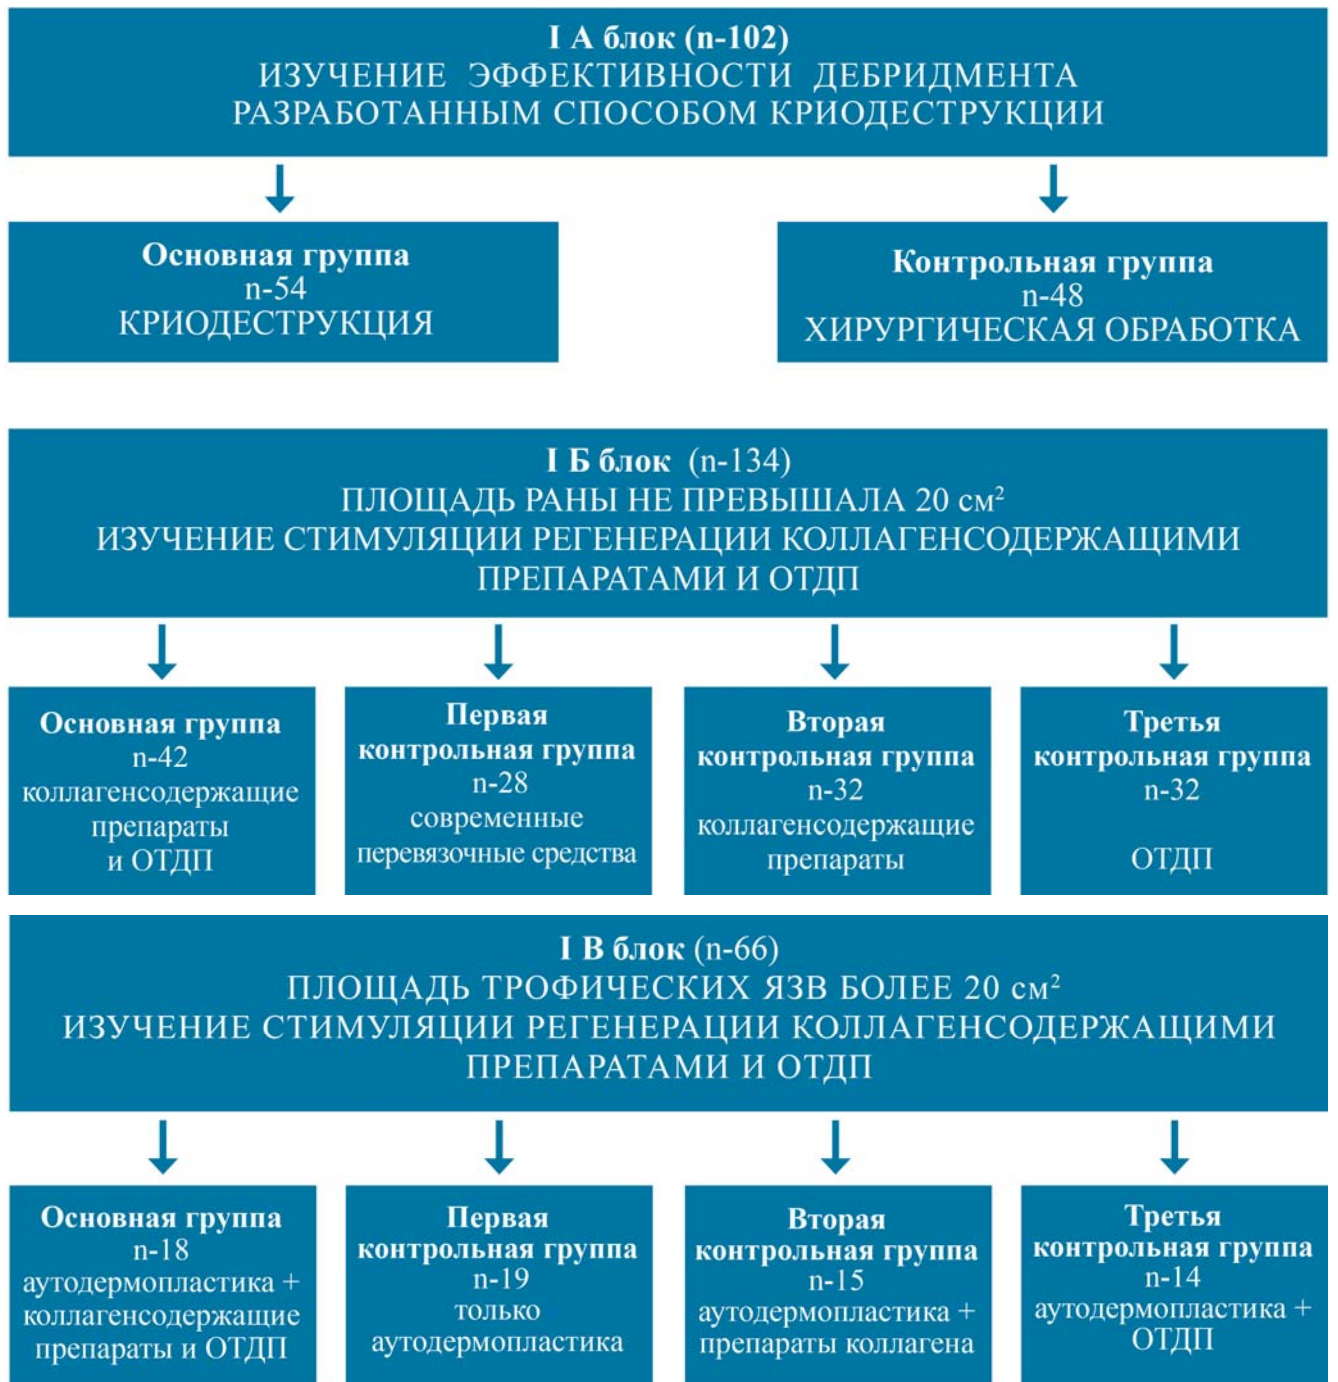 I А блок (n-102)
ИЗУЧЕНИЕ ЭФФЕКТИВНОСТИ ДЕБРИДМЕНТА
РАЗРАБОТАННЫМ СПОСОБОМ КРИОДЕСТРУКЦИИ
Основная группа
n-54
КРИОДЕСТРУКЦИЯ
Контрольная группа
n-48
ХИРУРГИЧЕСКАЯ ОБРАБОТКА
I Б блок (n-134)
ПЛОЩАДЬ РАНЫ НЕ ПРЕВЫШАЛА 20 см²
ИЗУЧЕНИЕ СТИМУЛЯЦИИ РЕГЕНЕРАЦИИ КОЛЛАГЕНСОДЕРЖАЩИМИ
ПРЕПАРАТАМИ И ОТДП
Основная группа
n-42
коллагенсодержащие
препараты
и ОТДП
Первая
контрольная группа
n-28
современные
перевязочные средства
Вторая
контрольная группа
n-32
коллагенсодержащие
препараты
Третья
контрольная группа
n-32
ОТДП
I В блок (n-66)
ПЛОЩАДЬ ТРОФИЧЕСКИХ ЯЗВ БОЛЕЕ 20 см²
ИЗУЧЕНИЕ СТИМУЛЯЦИИ РЕГЕНЕРАЦИИ КОЛЛАГЕНСОДЕРЖАЩИМИ
ПРЕПАРАТАМИ И ОТДП
Основная группа
n-18
аутодермопластика +
коллагенсодержащие
препараты и ОТДП
Первая
контрольная группа
n-19
только
аутодермопластика
Вторая
контрольная группа
n-15
аутодермопластика +
препараты коллагена
Третья
контрольная группа
n-14
аутодермопластика +
ОТДП